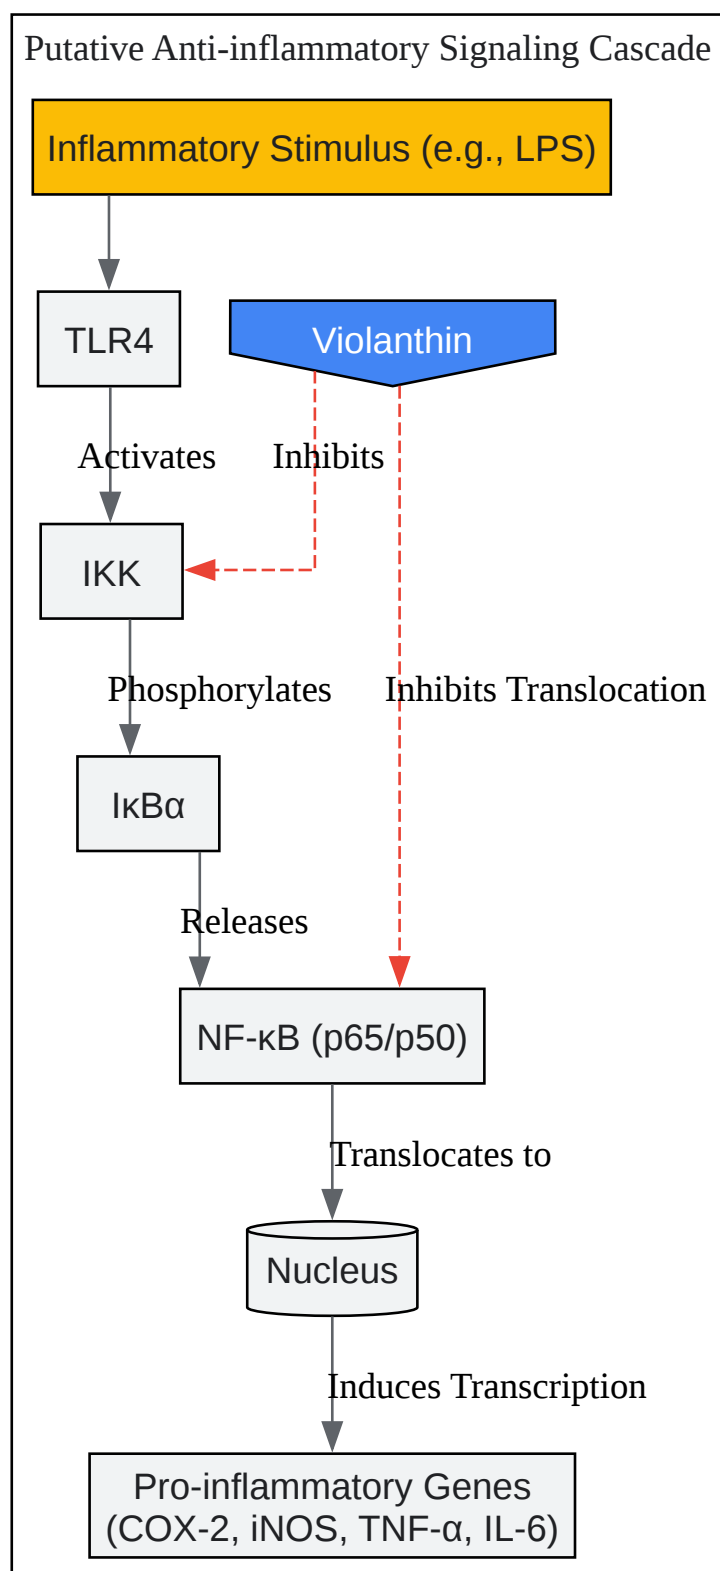 Putative Anti-inflammatory Signaling Cascade
Inflammatory Stimulus (e.g., LPS)
TLR4
Violanthin
Activates
Inhibits
IKK
Phosphorylates
Inhibits Translocation
IκBα
Releases
NF-κB (p65/p50)
Translocates to
Nucleus
Induces Transcription
Pro-inflammatory Genes
(COX-2, iNOS, TNF-α, IL-6)